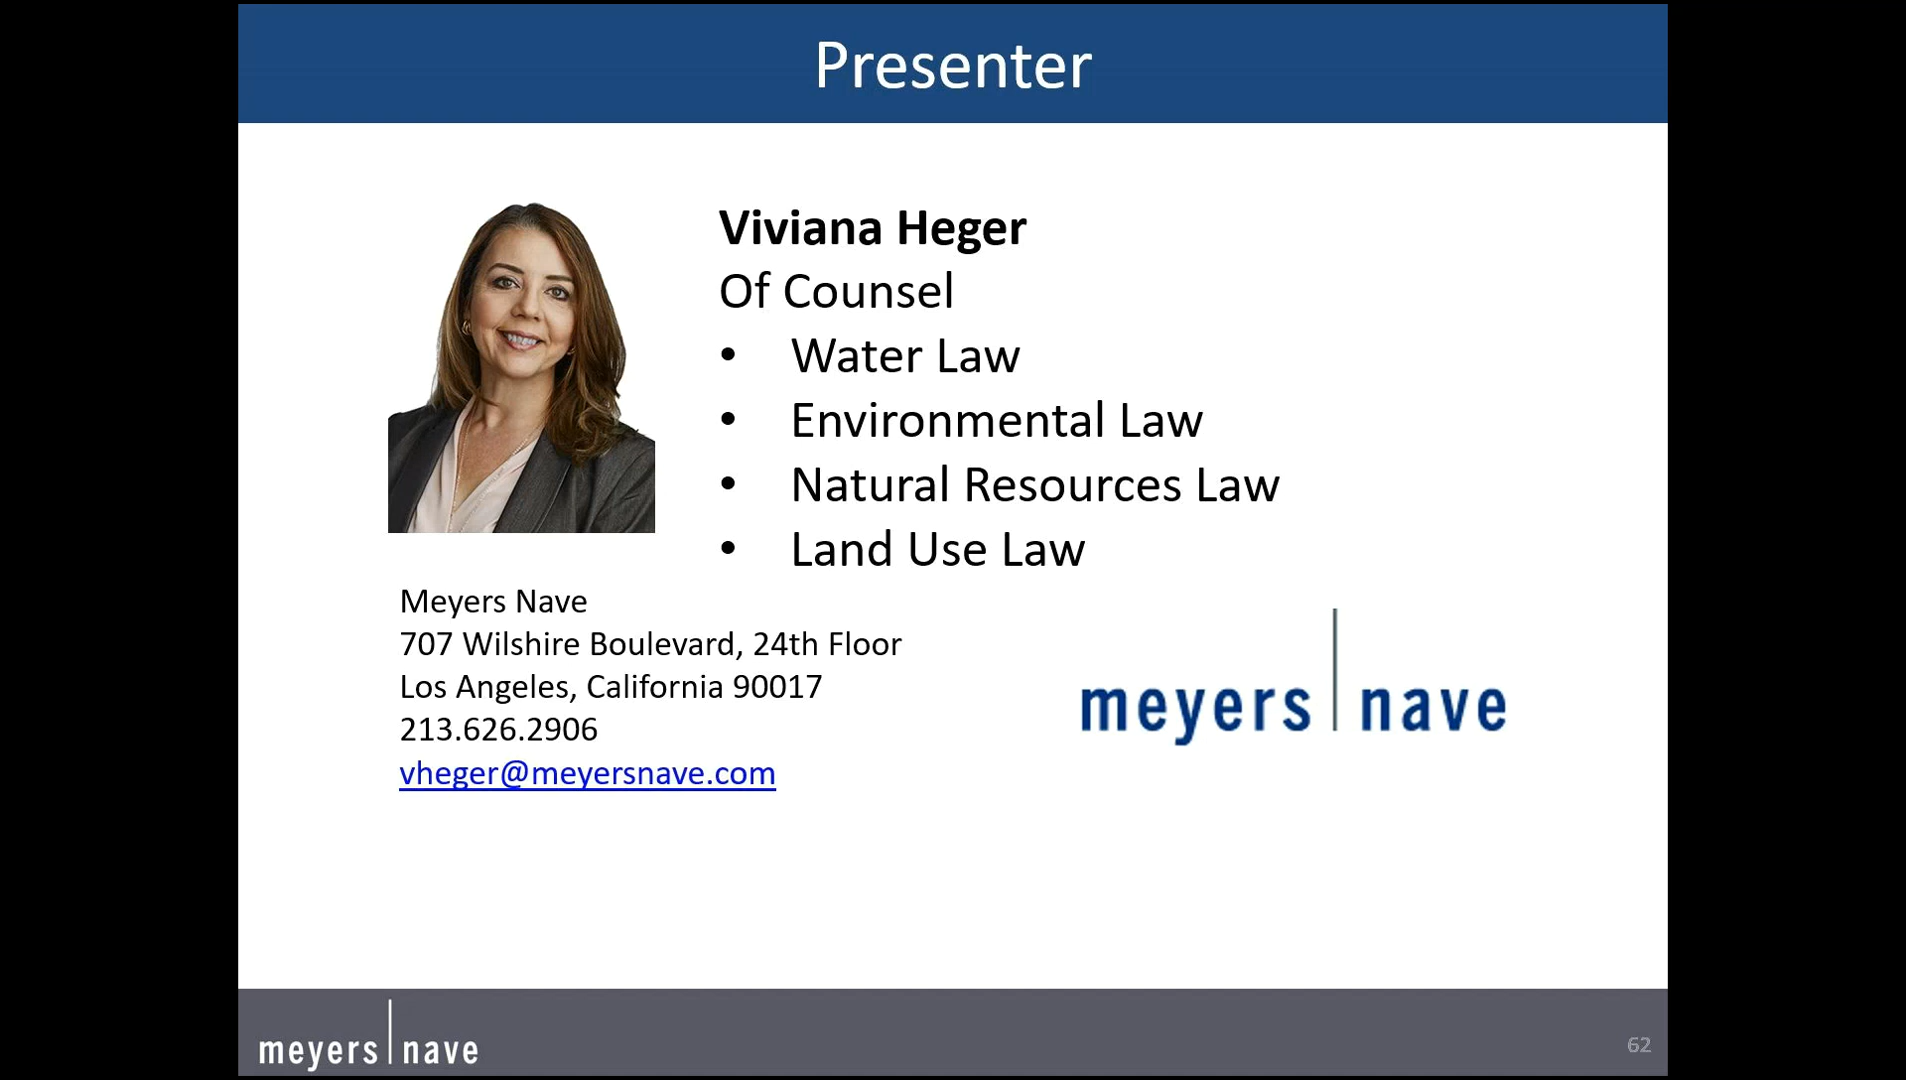 Presenter
Viviana Heger
Of Counsel
• Water Law
• Environmental Law
• Natural Resources Law
• Land Use Law
Meyers Nave
707 Wilshire Boulevard, 24th Floor
Los Angeles, California 90017
213.626.2906
vheger@meyersnave.com
meyers nave
meyers nave
62